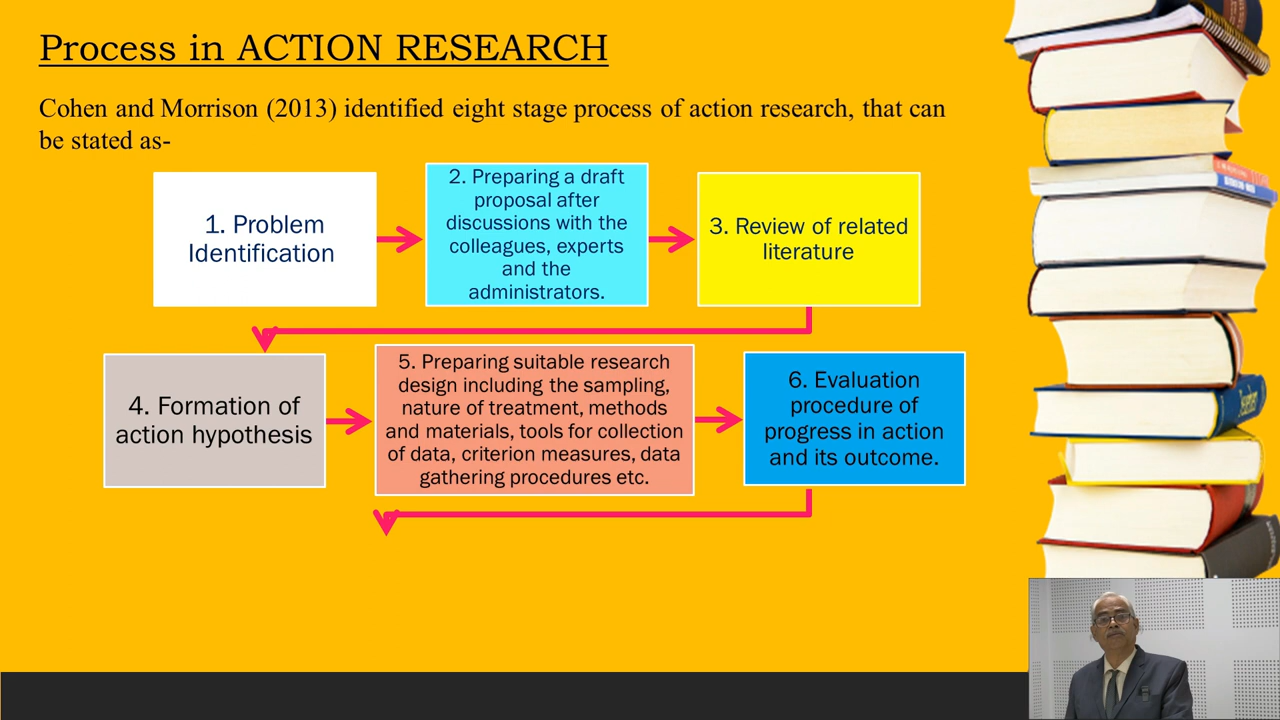 Process in ACTION RESEARCH
Cohen and Morrison (2013) identified eight stage process of action research, that can
be stated as-
1. Problem
Identification
2. Preparing a draft
proposal after
discussions with the
colleagues, experts
and the
administrators.
3. Review of related
literature
4. Formation of
action hypothesis
5. Preparing suitable research
design including the sampling,
nature of treatment, methods
and materials, tools for collection
of data, criterion measures, data
gathering procedures etc.
6. Evaluation
procedure of
progress in action
and its outcome.